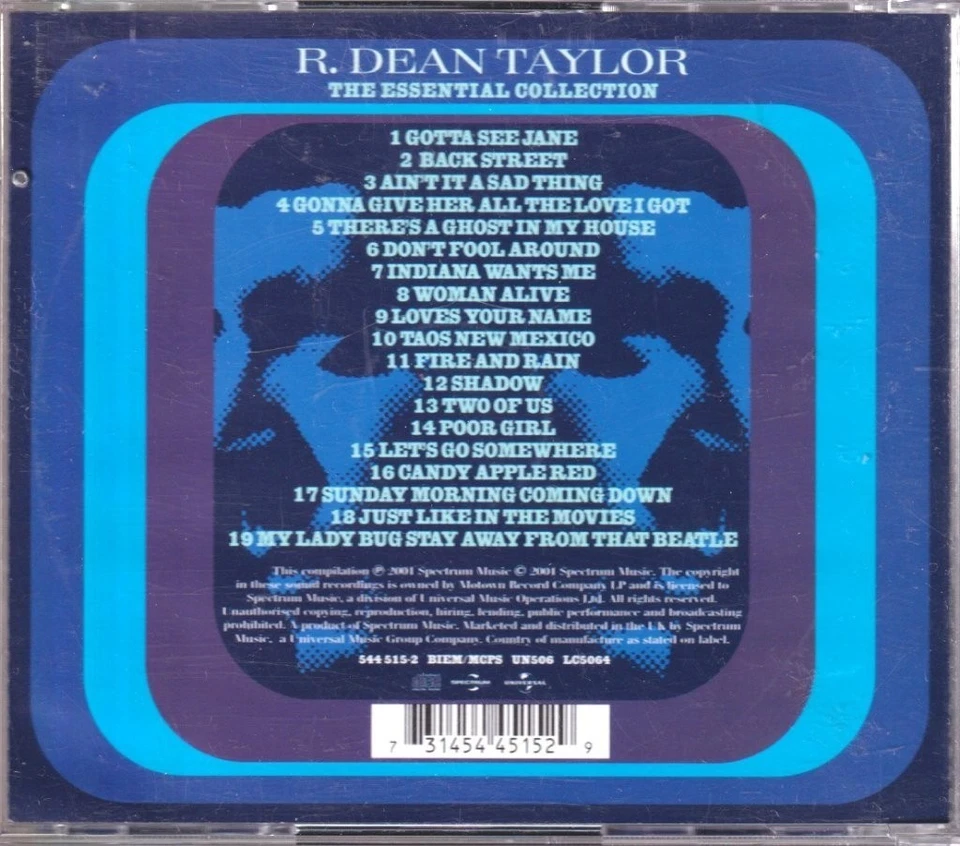 R. DEAN TAYLOR
THE ESSENTIAL COLLECTION
1 GOTTA SEE JANE
2 BACK STREET
3 AIN'T IT A SAD THING
4 GONNA GIVE HER ALL THE LOVE I GOT
5 THERE'S A GHOST IN MY HOUSE
6 DON'T FOOL AROUND
7 INDIANA WANTS ME
8 WOMAN ALIVE
9 LOVES YOUR NAME
10 TAOS NEW MEXICO
11 FIRE AND RAIN
12 SHADOW
13 TWO OF US
14 POOR GIRL
15 LET'S GO SOMEWHERE
16 CANDY APPLE RED
17 SUNDAY MORNING COMING DOWN
18 JUST LIKE IN THE MOVIES
19 MY LADY BUG STAY AWAY FROM THAT BEATLE
This compilation ℗ 2001 Spectrum Music © 2001 Spectrum Music. The copyright
in these sound recordings is owned by Motown Record Company LP and is licensed to
Spectrum Music, a division of Universal Music Operations Ltd. All rights reserved.
Unauthorised copying, reproduction, hiring, lending, public performance and broadcasting
prohibited. A product of Spectrum Music. Marketed and distributed in the UK by Spectrum
Music, a Universal Music Group Company. Country of manufacture as stated on label.
544 515-2 BIEM/MCPS UN506 LC5064
SPECTRUM UNIVERSAL
7 31454 45152 9